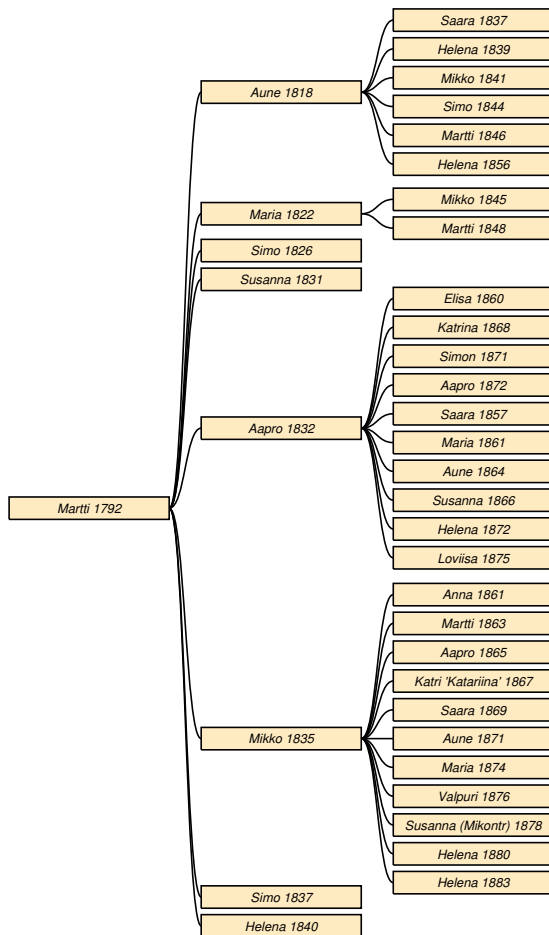 Saara 1837
Helena 1839
Mikko 1841
Aune 1818
Simo 1844
Martti 1846
Helena 1856
Mikko 1845
Maria 1822
Martti 1848
Simo 1826
Susanna 1831
Elisa 1860
Katrina 1868
Simon 1871
Aapro 1872
Saara 1857
Aapro 1832
Maria 1861
Aune 1864
Susanna 1866
Martti 1792
Helena 1872
Loviisa 1875
Anna 1861
Martti 1863
Aapro 1865
Katri 'Katariina' 1867
Saara 1869
Mikko 1835
Aune 1871
Maria 1874
Valpuri 1876
Susanna (Mikontr) 1878
Helena 1880
Helena 1883
Simo 1837
Helena 1840